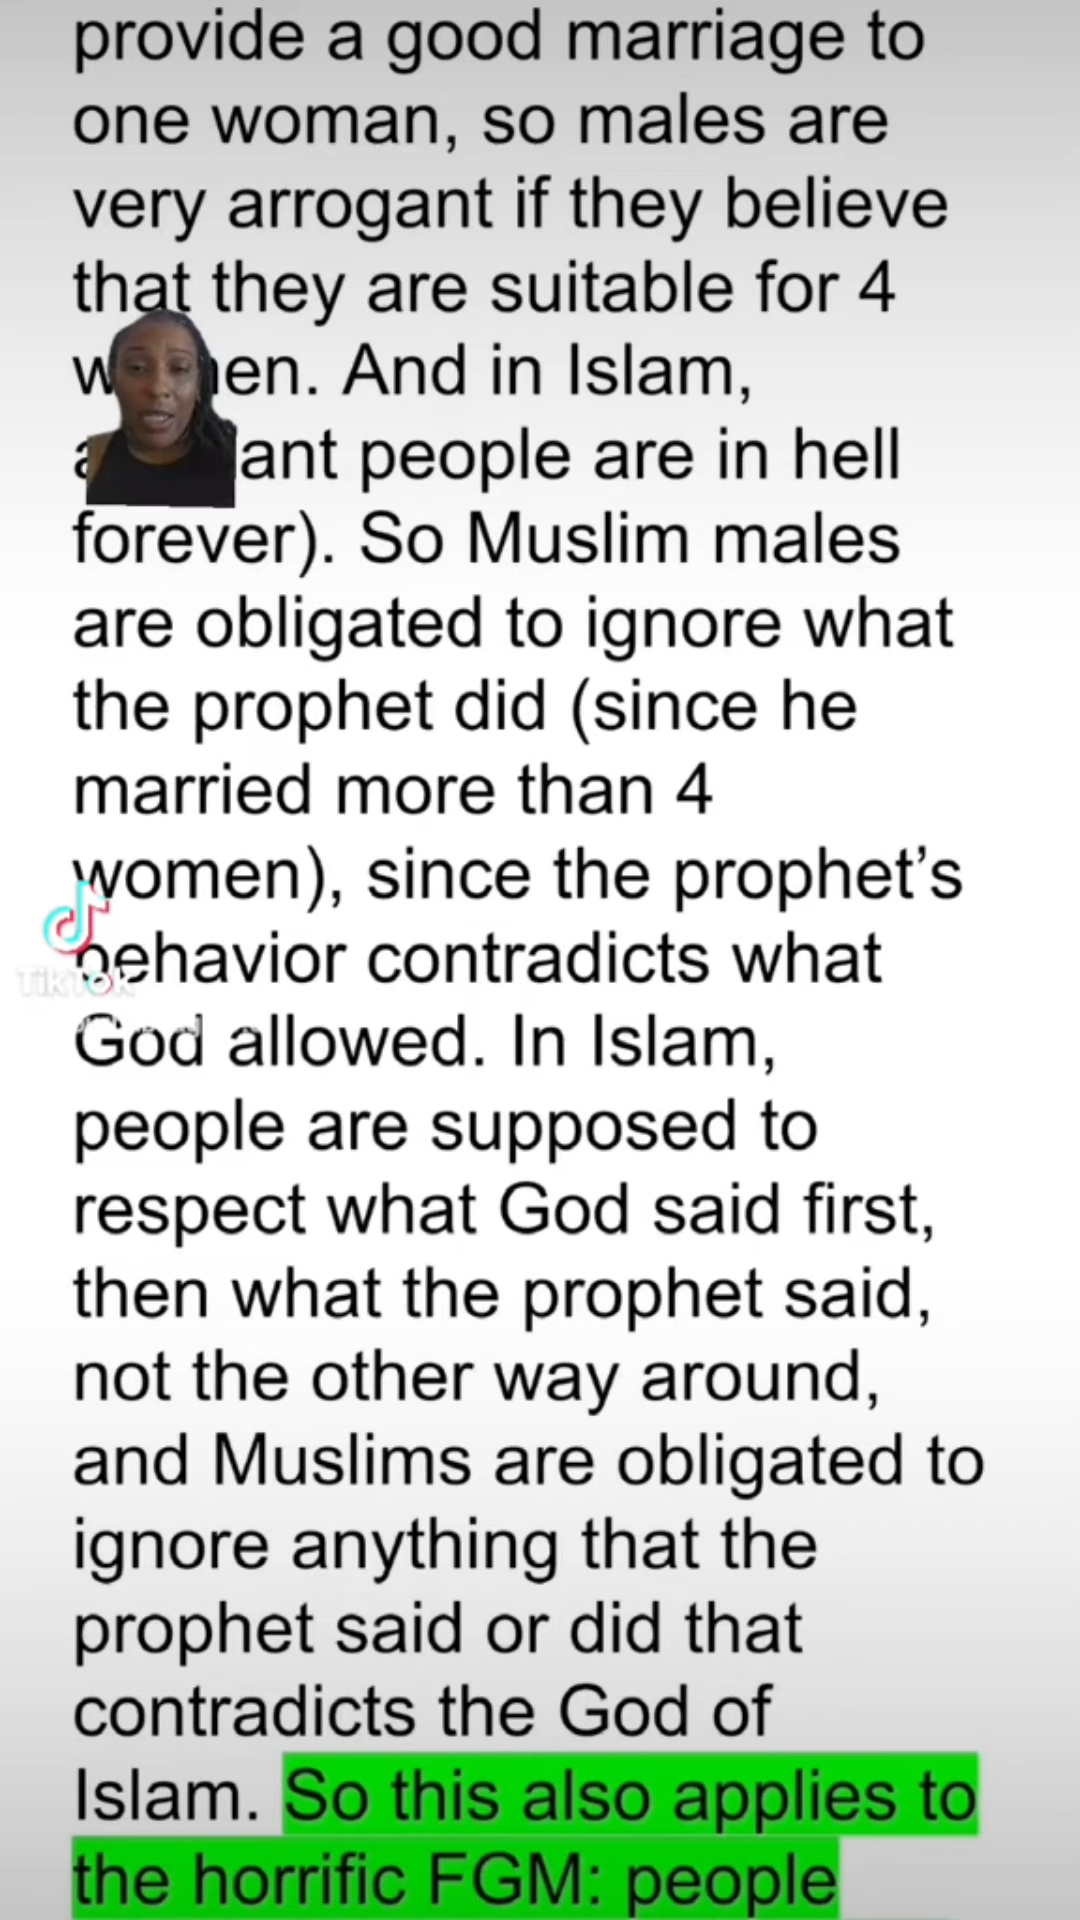 provide a good marriage to
one woman, so males are
very arrogant if they believe
that they are suitable for 4
en. And in Islam,
ant people are in hell
forever). So Muslim males
are obligated to ignore what
the prophet did (since he
married more than 4
women), since the prophet’s
behavior contradicts what
TikTok
God allowed. In Islam,
people are supposed to
respect what God said first,
then what the prophet said,
not the other way around,
and Muslims are obligated to
ignore anything that the
prophet said or did that
contradicts the God of
Islam. So this also applies to
the horrific FGM: people